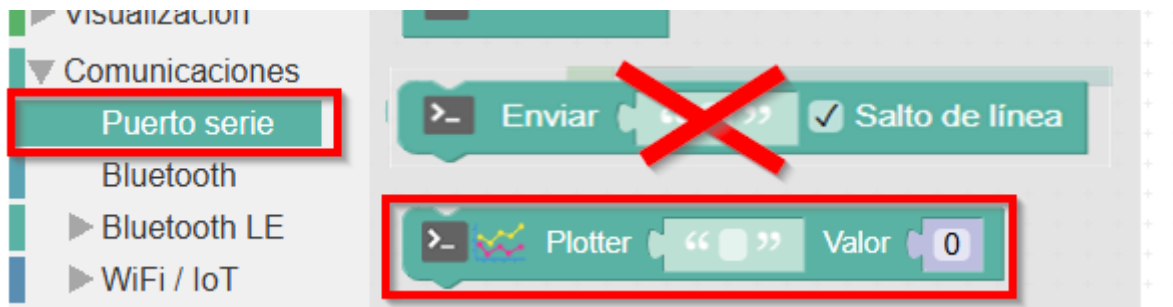 Visualización
Comunicaciones
Puerto serie
Bluetooth
Bluetooth LE
WiFi / IoT
>_ Enviar “ ” Salto de línea
>_ Plotter “ ” Valor 0